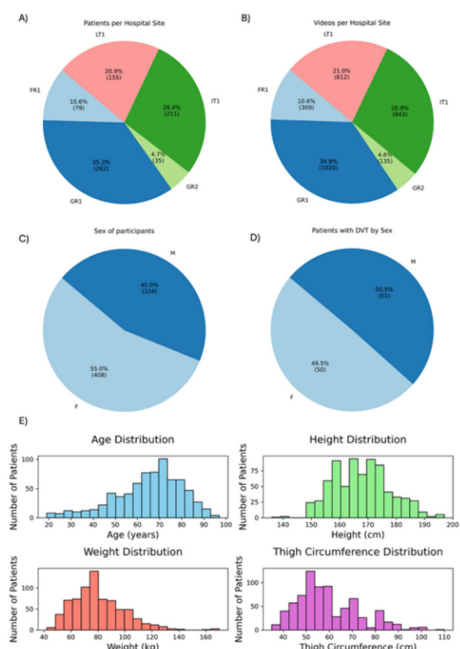 A)
Patients per Hospital Site
LT1
20.9%
(155)
FR1
10.6%
(79)
IT1
28.4%
(211)
4.7%
(35)
35.3%
(262)
GR2
GR1
B)
Videos per Hospital Site
LT1
21.0%
(612)
FR1
10.6%
(309)
IT1
28.9%
(843)
4.6%
(135)
34.9%
(1020)
GR2
GR1
C)
Sex of participants
M
45.0%
(334)
55.0%
(408)
F
D)
Patients with DVT by Sex
M
50.5%
(51)
49.5%
(50)
F
E)
Age Distribution
Number of Patients
100
50
0
20 30 40 50 60 70 80 90 100
Age (years)
Height Distribution
Number of Patients
75
50
25
0
140 150 160 170 180 190 200
Height (cm)
Weight Distribution
Number of Patients
100
50
0
40 60 80 100 120 140 160
Weight (kg)
Thigh Circumference Distribution
Number of Patients
100
50
0
40 50 60 70 80 90 100 110
Thigh Circumference (cm)